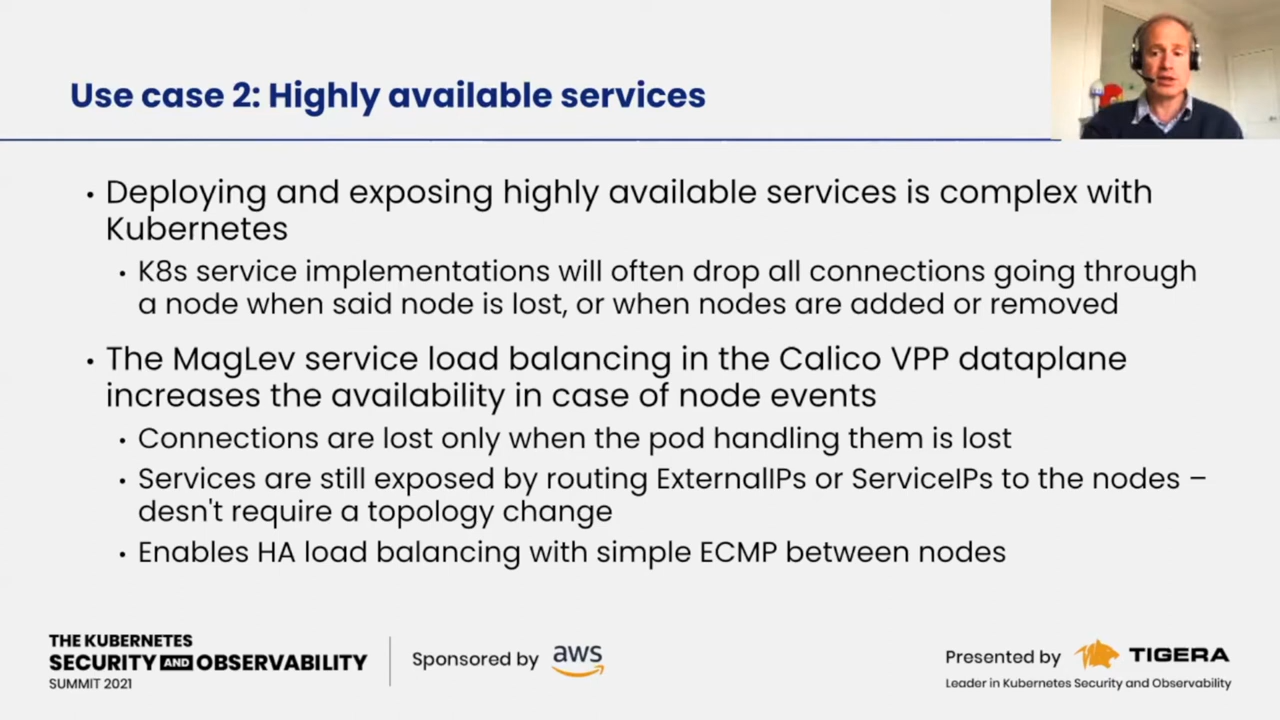 Use case 2: Highly available services
• Deploying and exposing highly available services is complex with
Kubernetes
• K8s service implementations will often drop all connections going through
a node when said node is lost, or when nodes are added or removed
• The MagLev service load balancing in the Calico VPP dataplane
increases the availability in case of node events
• Connections are lost only when the pod handling them is lost
• Services are still exposed by routing ExternalIPs or ServiceIPs to the nodes –
desn't require a topology change
• Enables HA load balancing with simple ECMP between nodes
THE KUBERNETES
SECURITY AND OBSERVABILITY
SUMMIT 2021
Sponsored by aws
Presented by TIGERA
Leader in Kubernetes Security and Observability